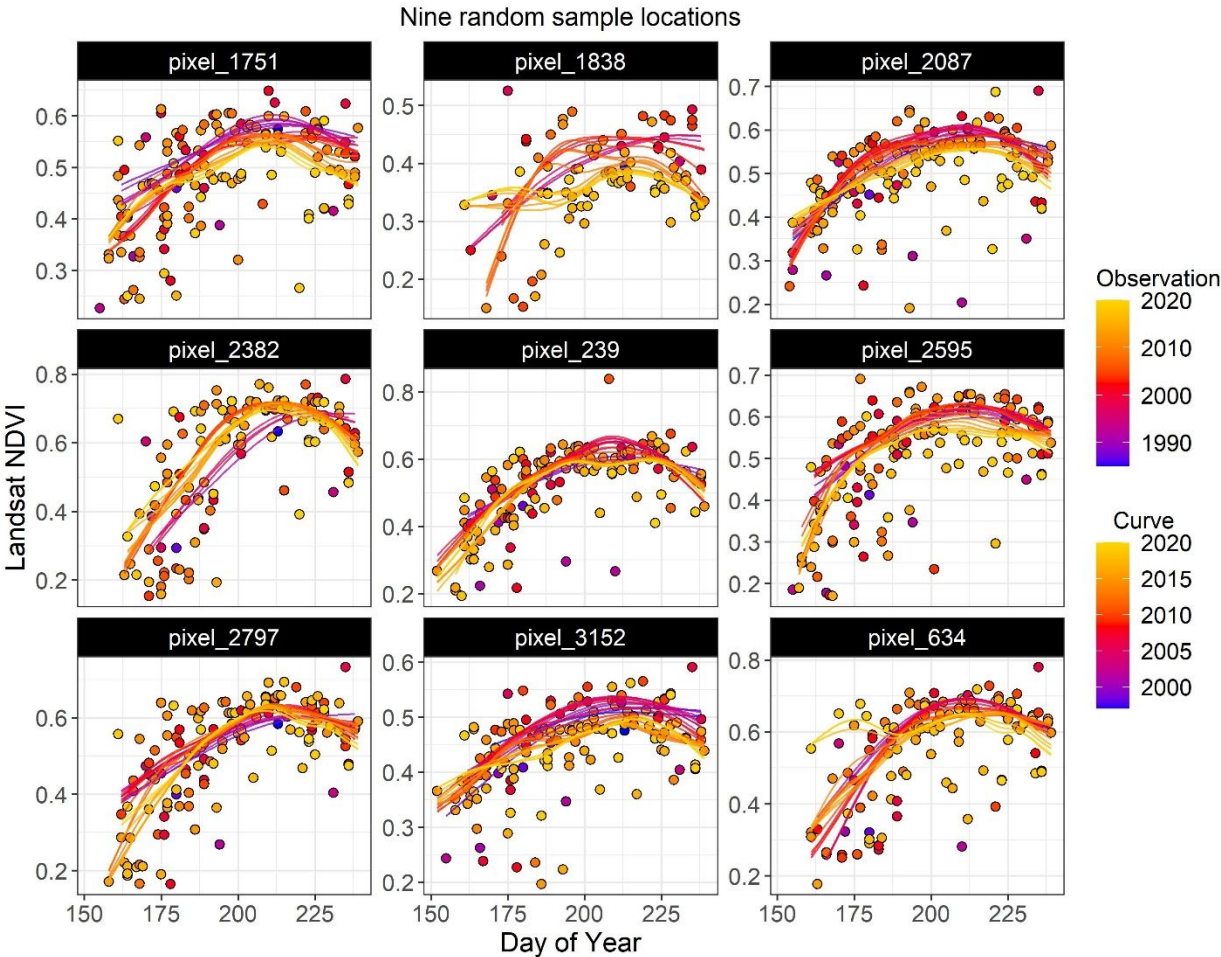 Nine random sample locations
pixel_1751
pixel_1838
pixel_2087
0.6
0.5
0.4
0.3
0.5
0.4
0.3
0.2
0.7
0.6
0.5
0.4
0.3
0.2
pixel_2382
pixel_239
pixel_2595
0.8
0.6
0.4
0.2
0.8
0.6
0.4
0.2
0.7
0.6
0.5
0.4
0.3
0.2
pixel_2797
pixel_3152
pixel_634
0.6
0.4
0.2
0.6
0.5
0.4
0.3
0.2
0.8
0.6
0.4
0.2
150 175 200 225
150 175 200 225
150 175 200 225
Landsat NDVI
Day of Year
Observation
2020
2010
2000
1990
Curve
2020
2015
2010
2005
2000